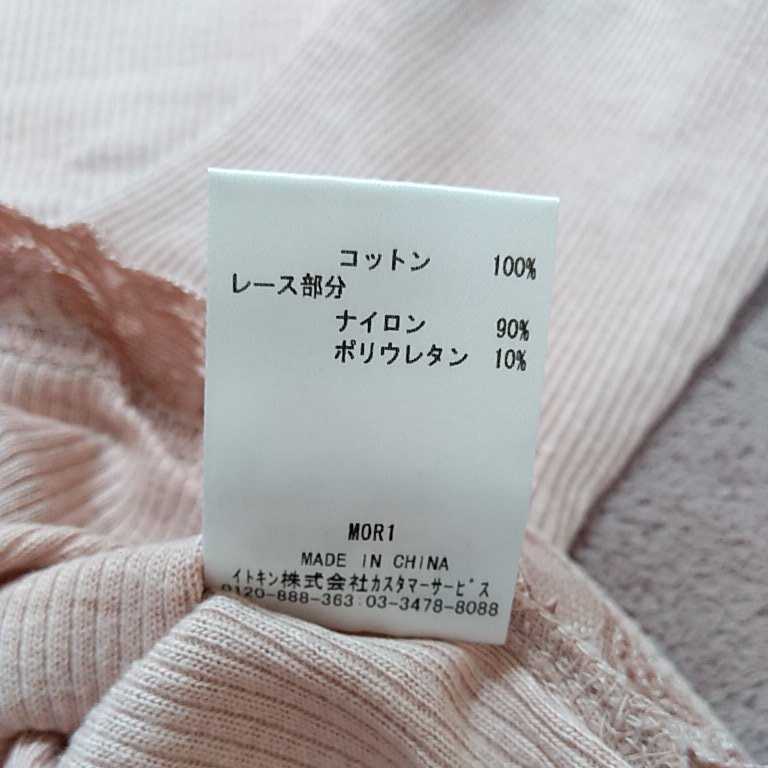 コットン 100%
レース部分
ナイロン 90%
ポリウレタン 10%
MOR1
MADE IN CHINA
イトキン株式会社ｶｽﾀﾏｰｻｰﾋﾞｽ
0120-888-363:03-3478-8088